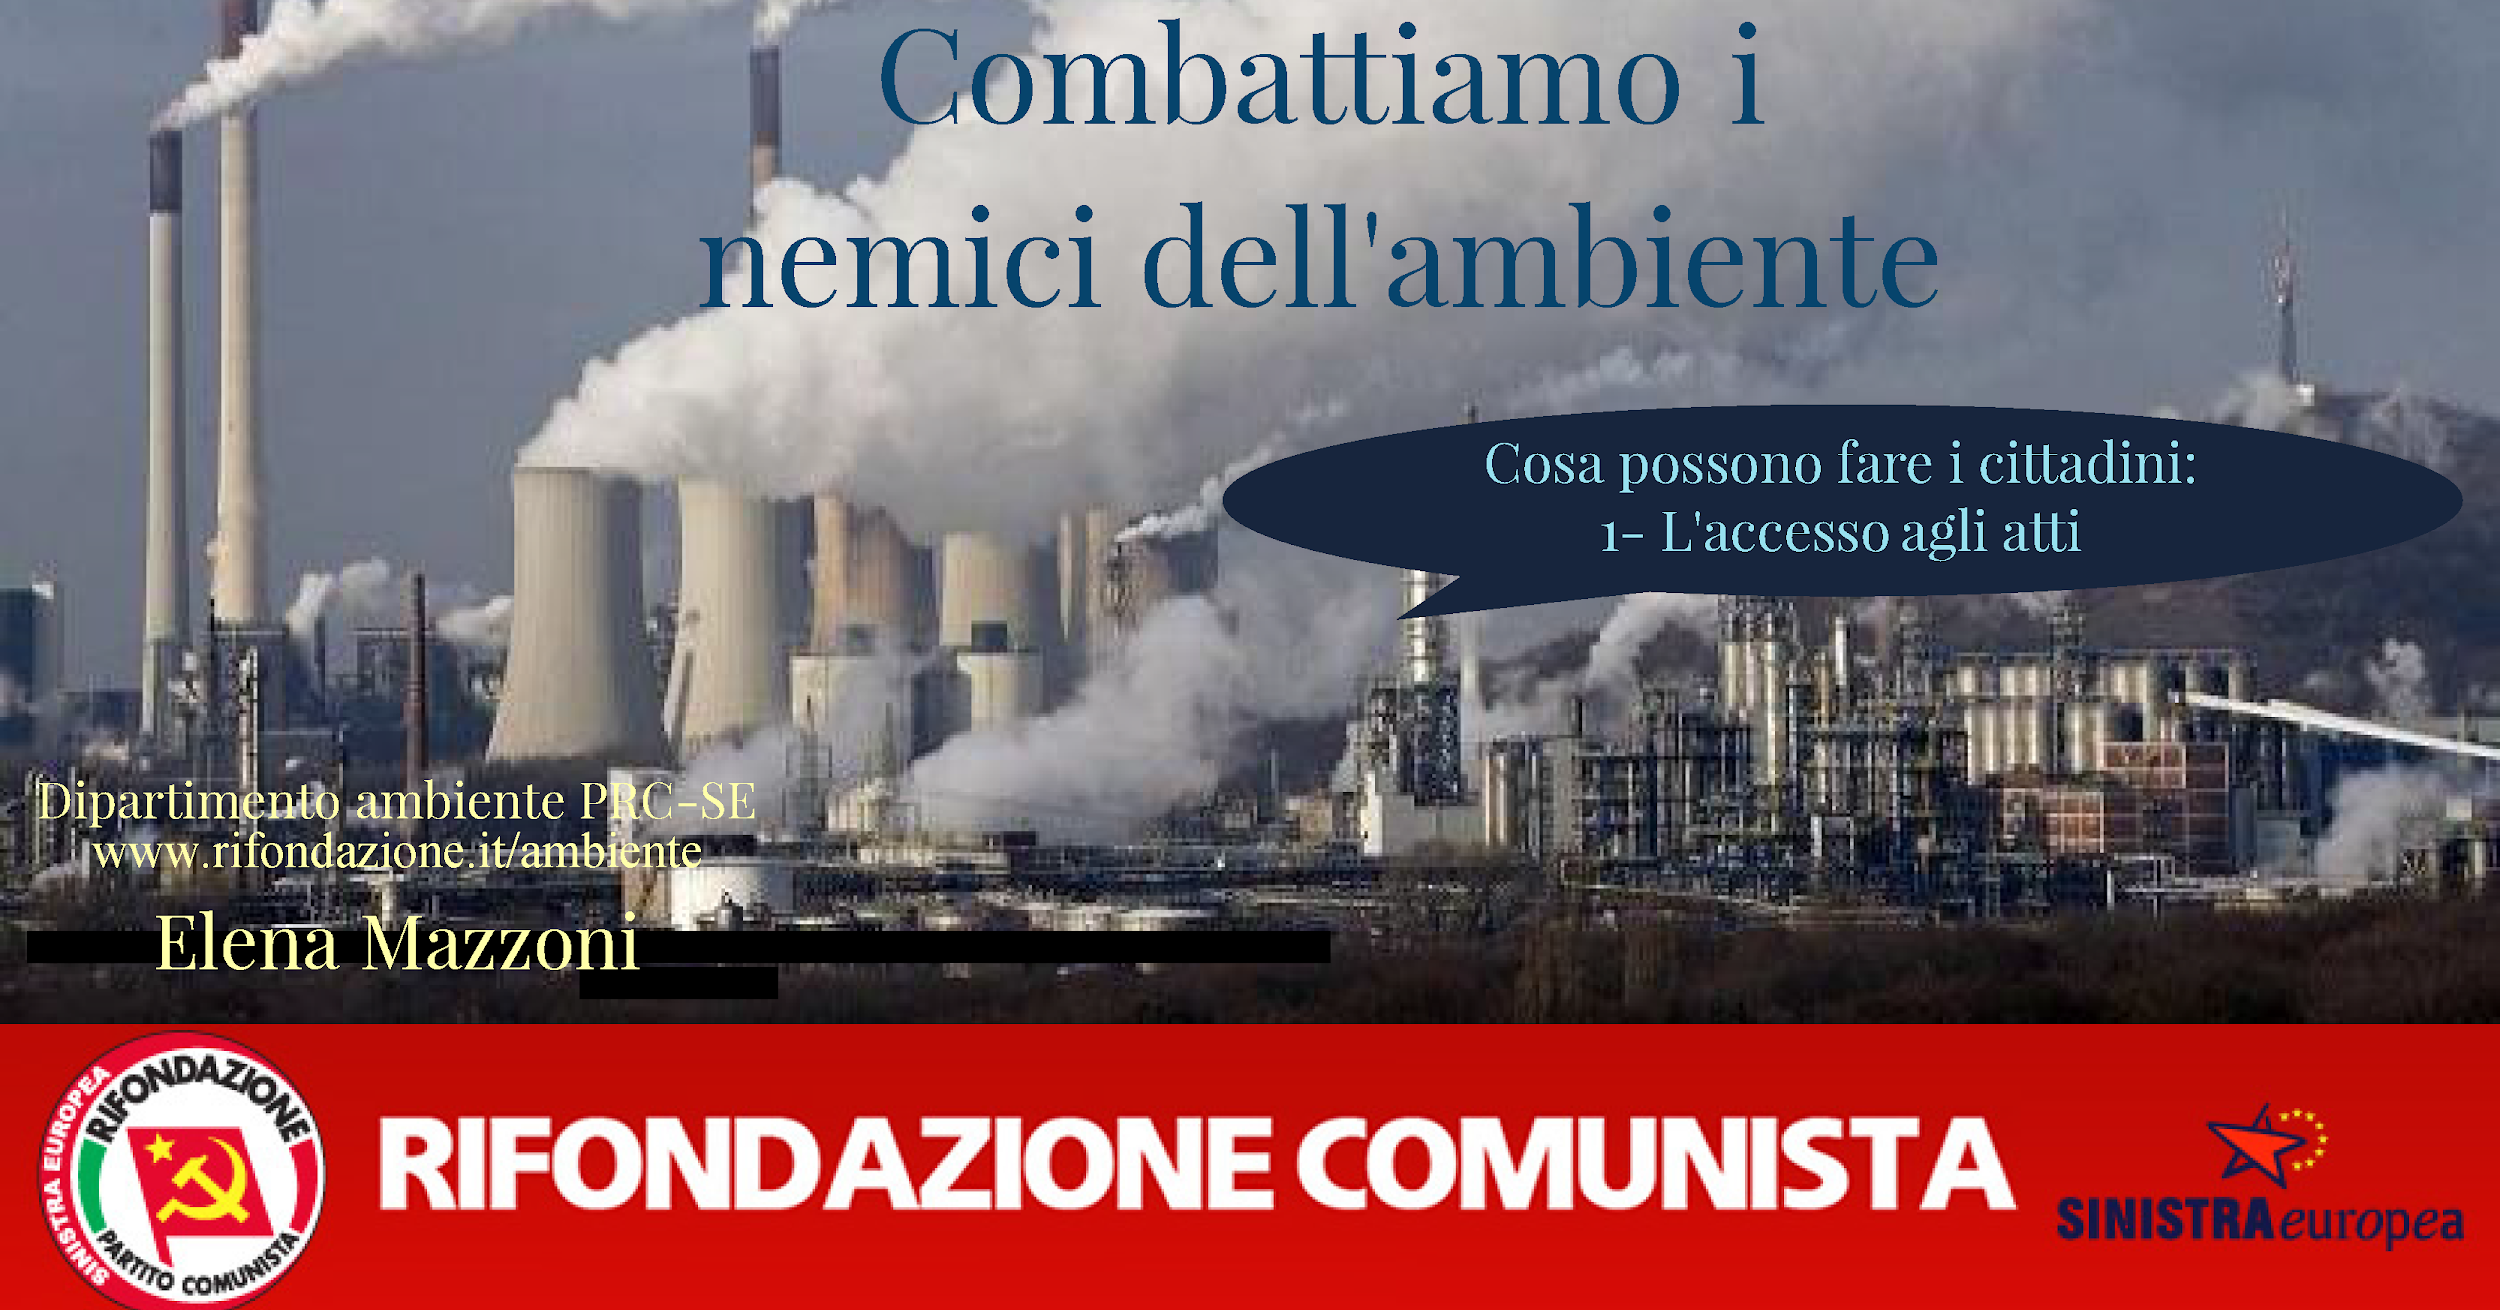 Combattiamo i
nemici dell'ambiente
Cosa possono fare i cittadini:
1- L'accesso agli atti
Dipartimento ambiente PRC-SE
www.rifondazione.it/ambiente
Elena Mazzoni
SINISTRA EUROPEA
RIFONDAZIONE
PARTITO COMUNISTA
RIFONDAZIONE COMUNISTA
SINISTRAeuropea